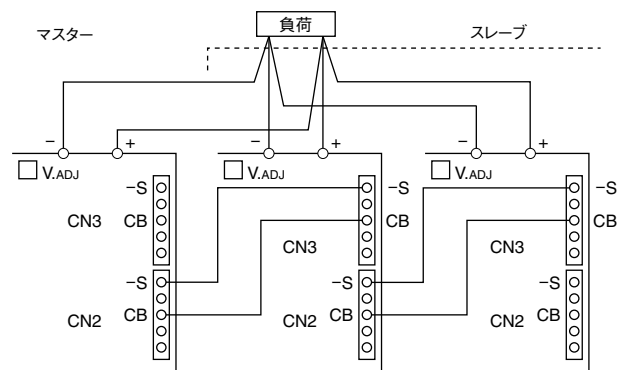 マスター
負荷
スレーブ
− + − + − +
V.ADJ V.ADJ V.ADJ
−S −S −S
CN3 CB CB CB
CN3 CN3
−S −S −S
CN2 CB CN2 CB CN2 CB